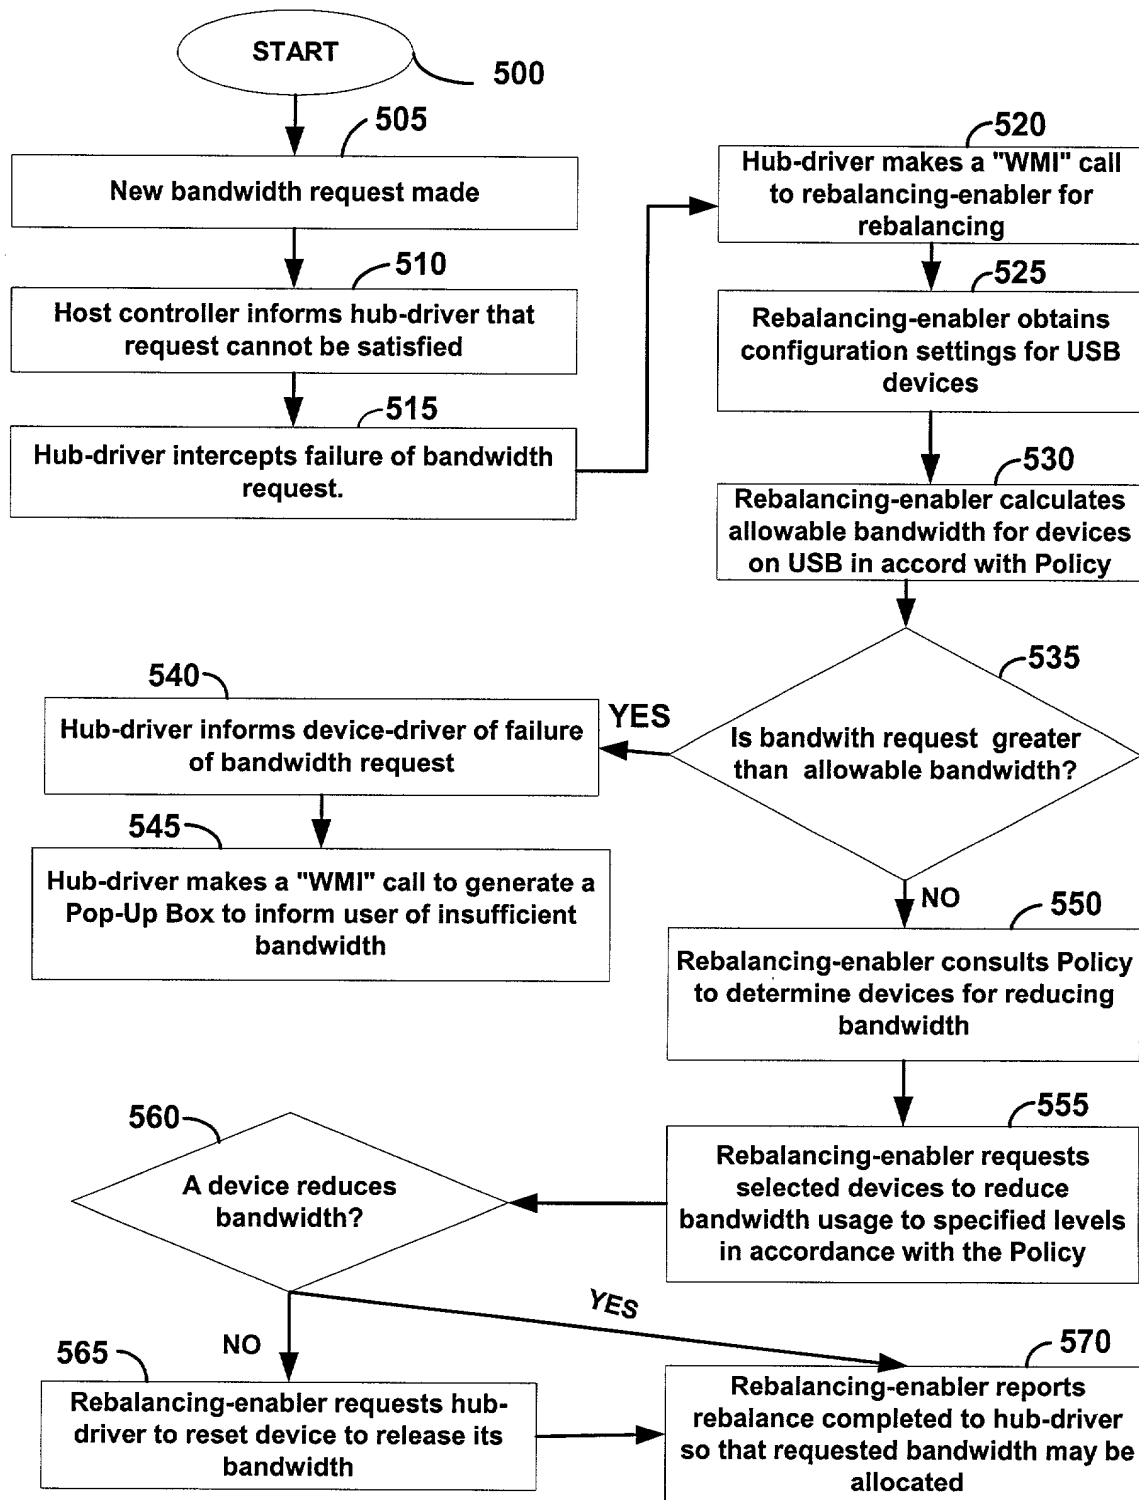 START
500
505
New bandwidth request made
510
Host controller informs hub-driver that
request cannot be satisfied
515
Hub-driver intercepts failure of bandwidth
request.
520
Hub-driver makes a "WMI" call
to rebalancing-enabler for
rebalancing
525
Rebalancing-enabler obtains
configuration settings for USB
devices
530
Rebalancing-enabler calculates
allowable bandwidth for devices
on USB in accord with Policy
535
Is bandwith request greater
than allowable bandwidth?
YES
540
Hub-driver informs device-driver of failure
of bandwidth request
545
Hub-driver makes a "WMI" call to generate a
Pop-Up Box to inform user of insufficient
bandwidth
NO
550
Rebalancing-enabler consults Policy
to determine devices for reducing
bandwidth
555
Rebalancing-enabler requests
selected devices to reduce
bandwidth usage to specified levels
in accordance with the Policy
560
A device reduces
bandwidth?
YES
NO
565
Rebalancing-enabler requests hub-
driver to reset device to release its
bandwidth
570
Rebalancing-enabler reports
rebalance completed to hub-driver
so that requested bandwidth may be
allocated